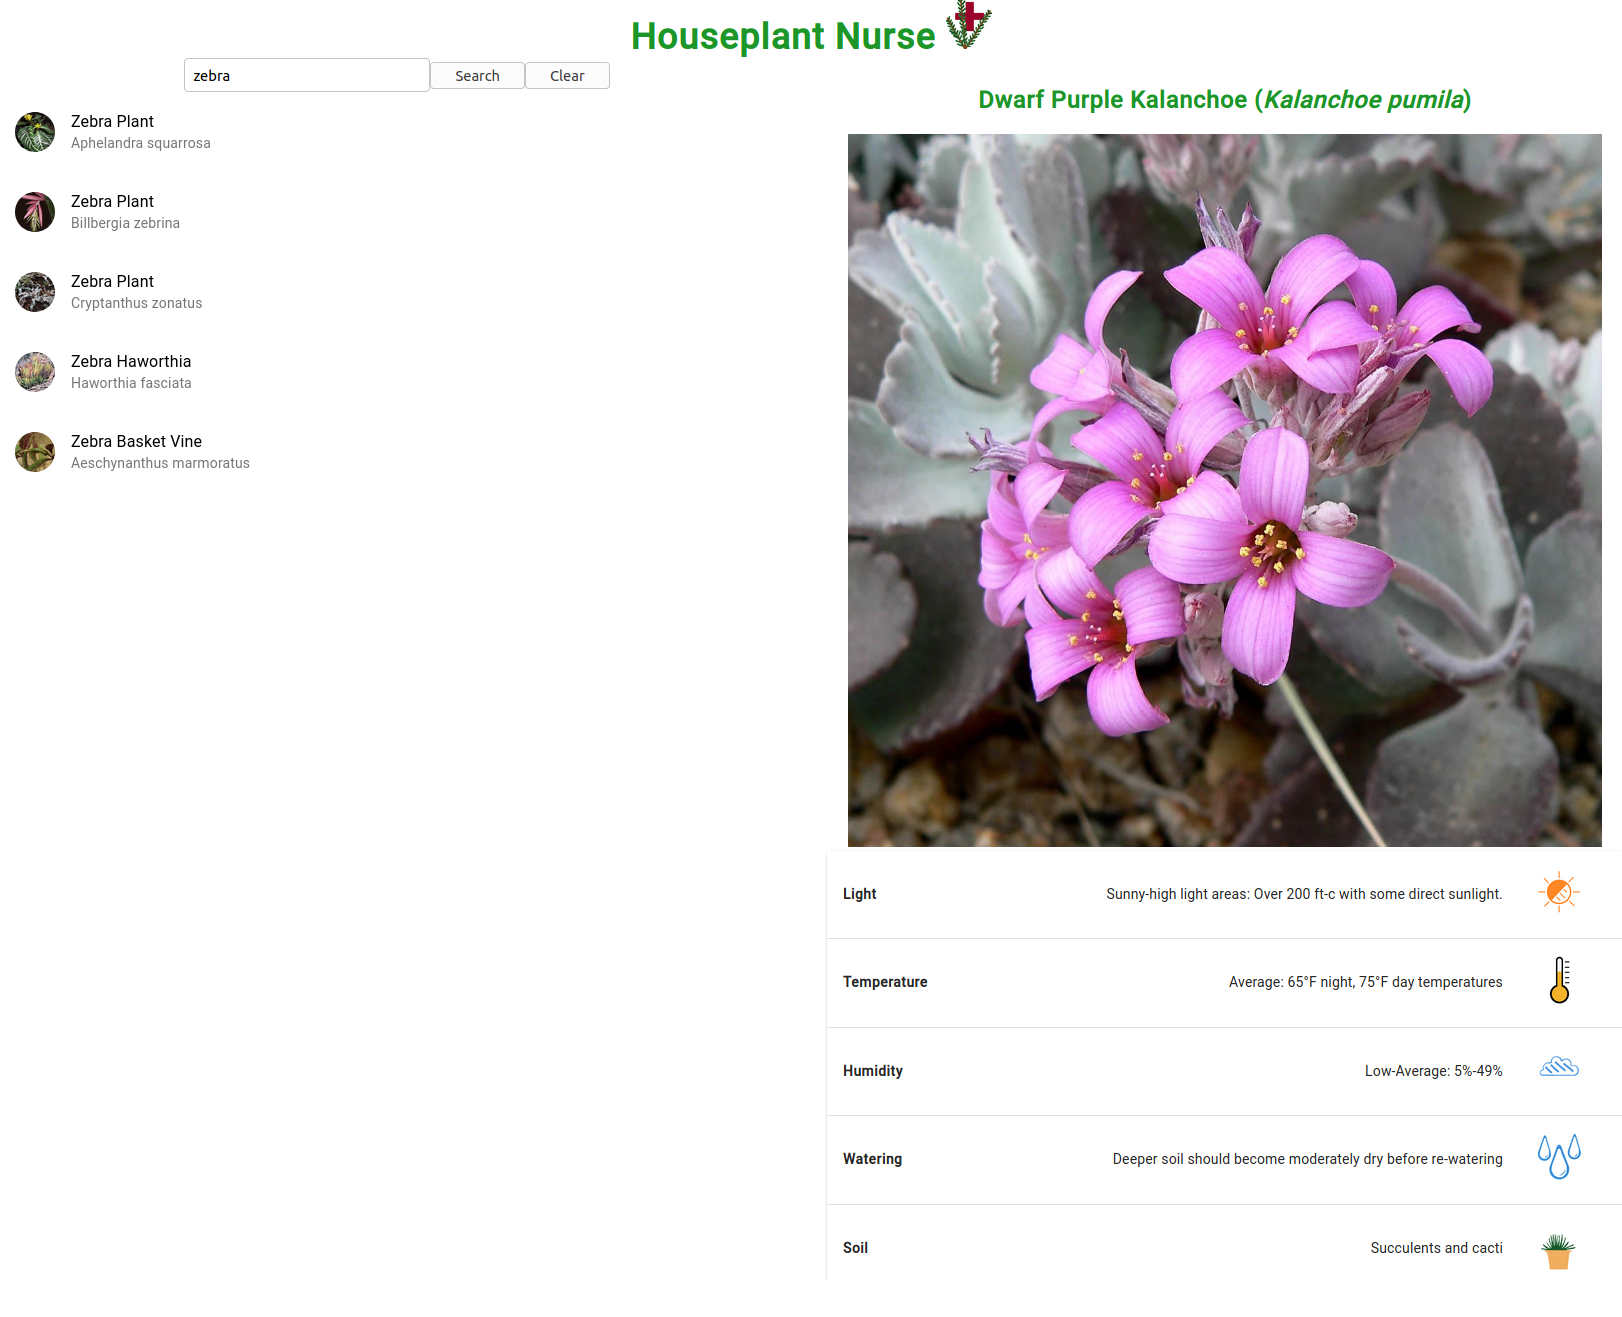 Houseplant Nurse
zebra
Search
Clear
Zebra Plant
Aphelandra squarrosa
Zebra Plant
Billbergia zebrina
Zebra Plant
Cryptanthus zonatus
Zebra Haworthia
Haworthia fasciata
Zebra Basket Vine
Aeschynanthus marmoratus
Dwarf Purple Kalanchoe (Kalanchoe pumila)
Light
Sunny-high light areas: Over 200 ft-c with some direct sunlight.
Temperature
Average: 65°F night, 75°F day temperatures
Humidity
Low-Average: 5%-49%
Watering
Deeper soil should become moderately dry before re-watering
Soil
Succulents and cacti